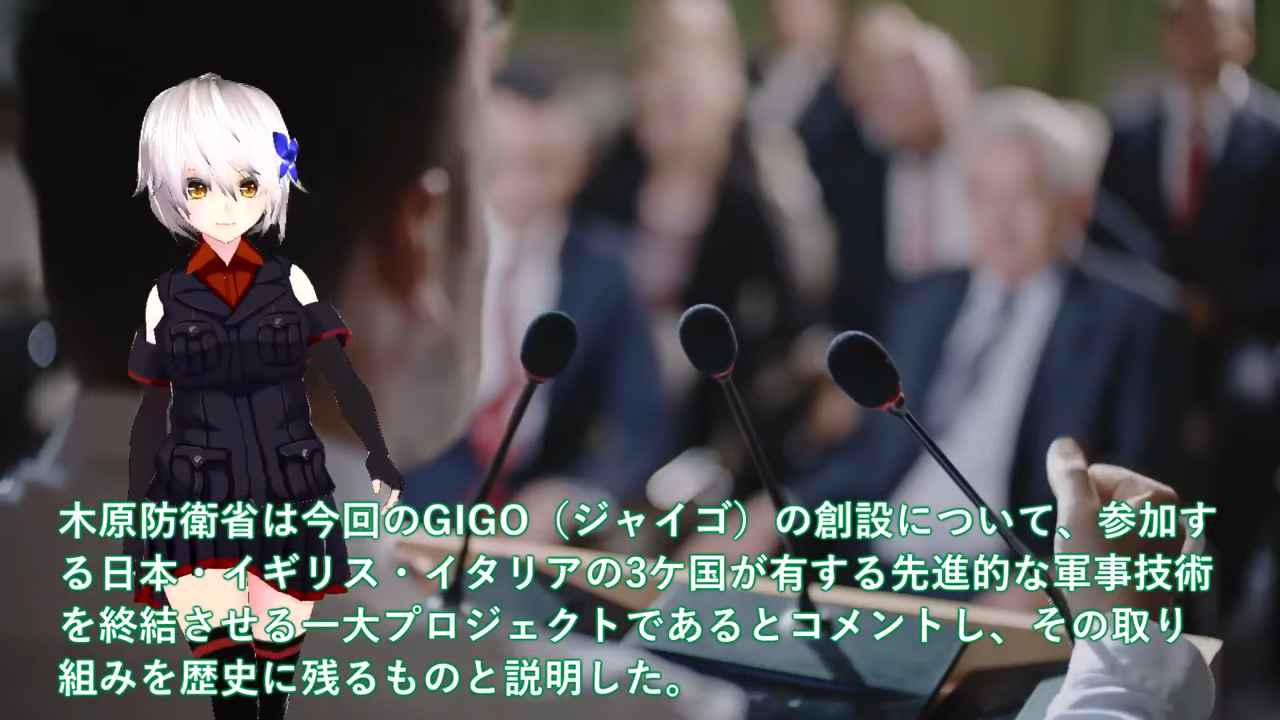 木原防衛省は今回のGIGO（ジャイゴ）の創設について、参加す
る日本・イギリス・イタリアの3ケ国が有する先進的な軍事技術
を終結させる一大プロジェクトであるとコメントし、その取り
組みを歴史に残るものと説明した。